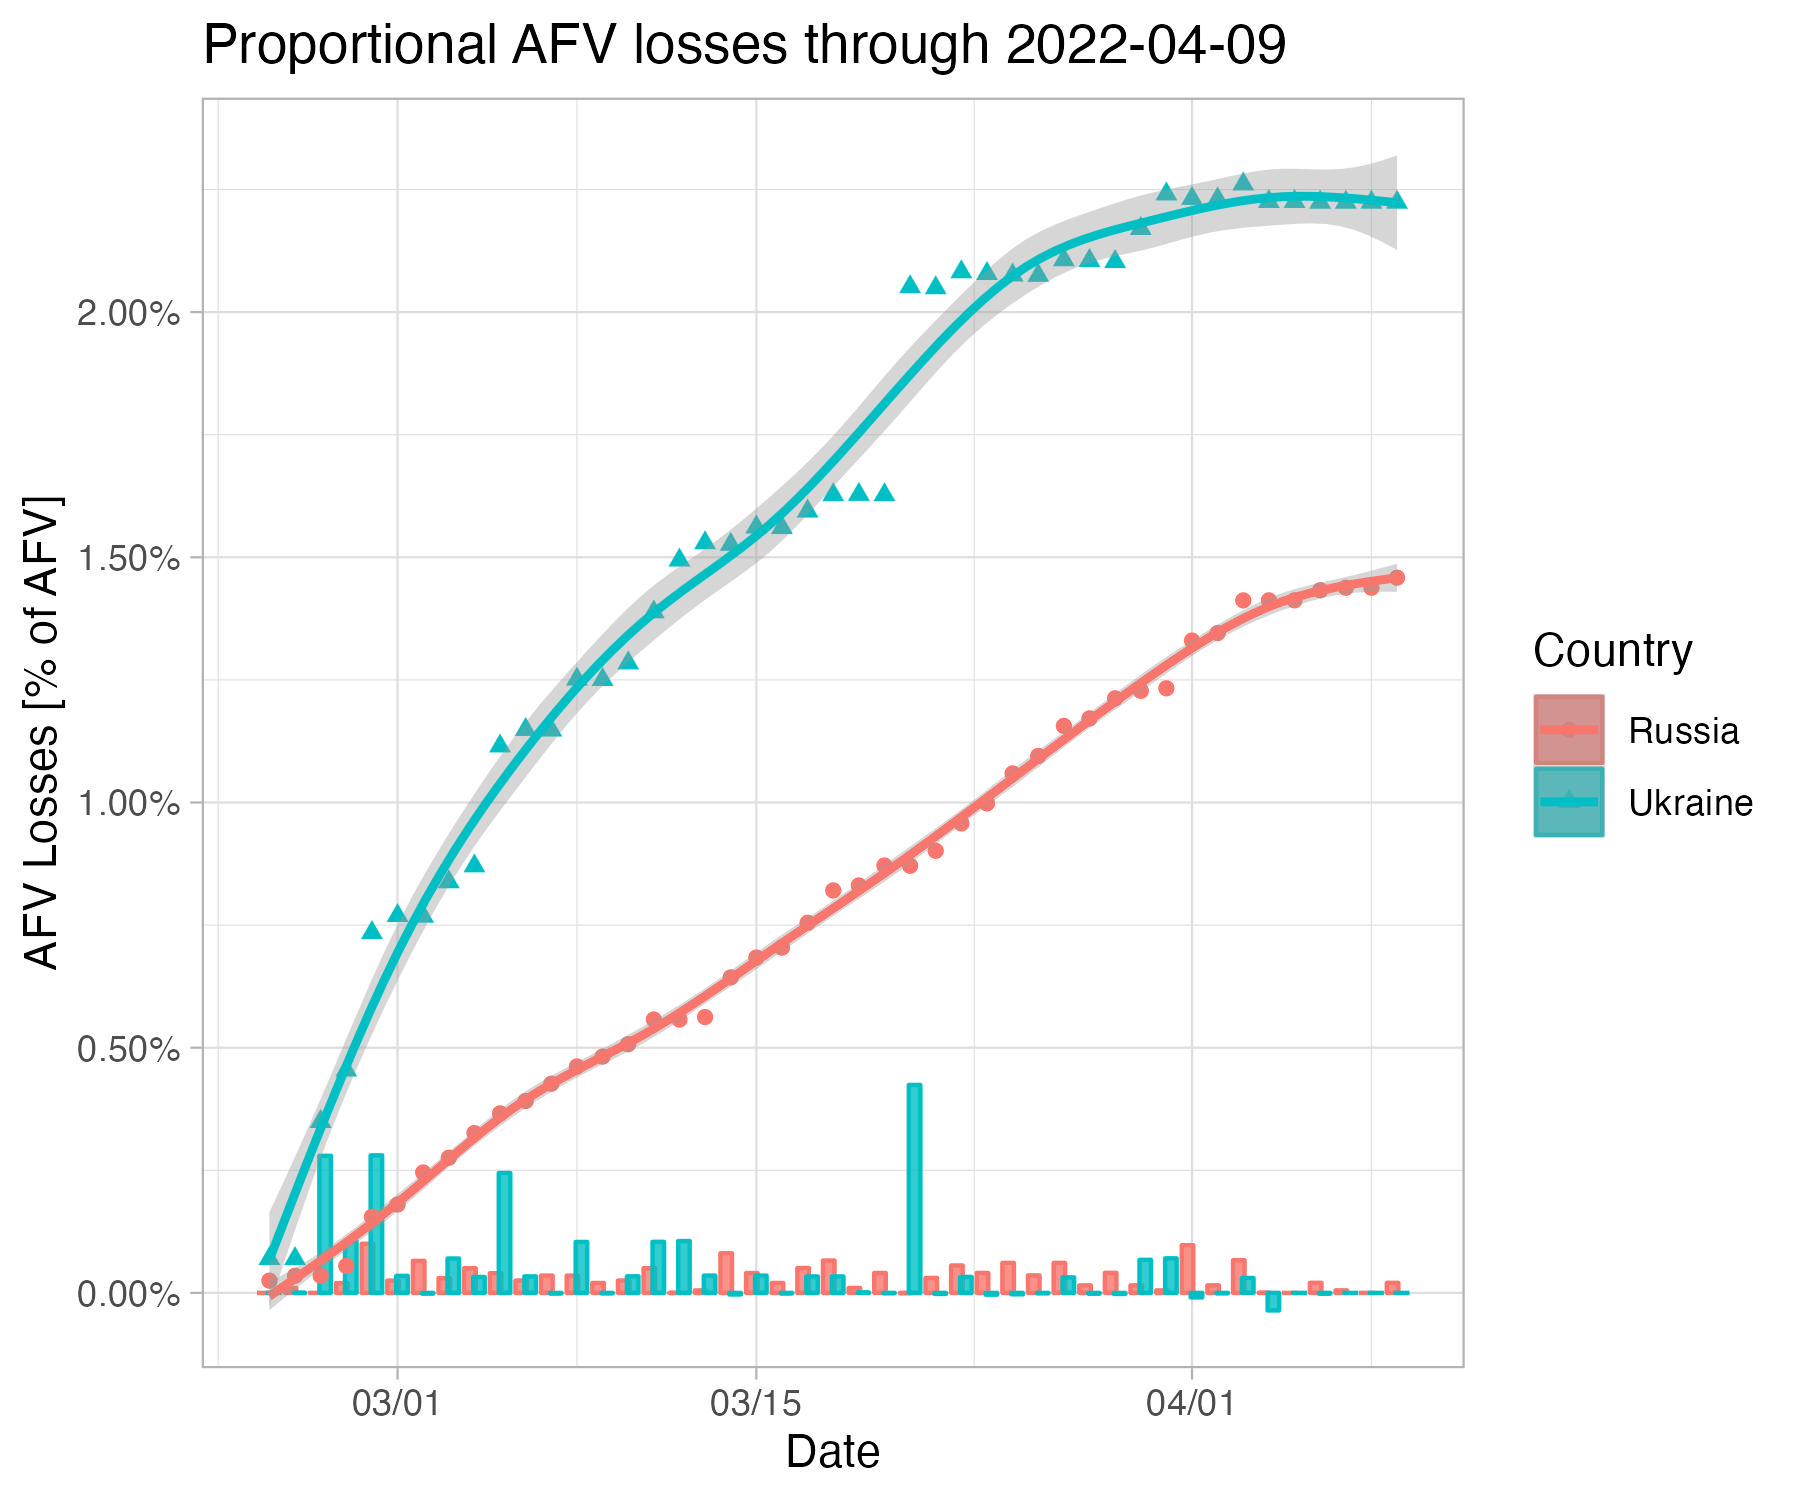 Proportional AFV losses through 2022-04-09
AFV Losses [% of AFV]
2.00%
1.50%
1.00%
0.50%
0.00%
03/01
03/15
04/01
Date
Country
Russia
Ukraine